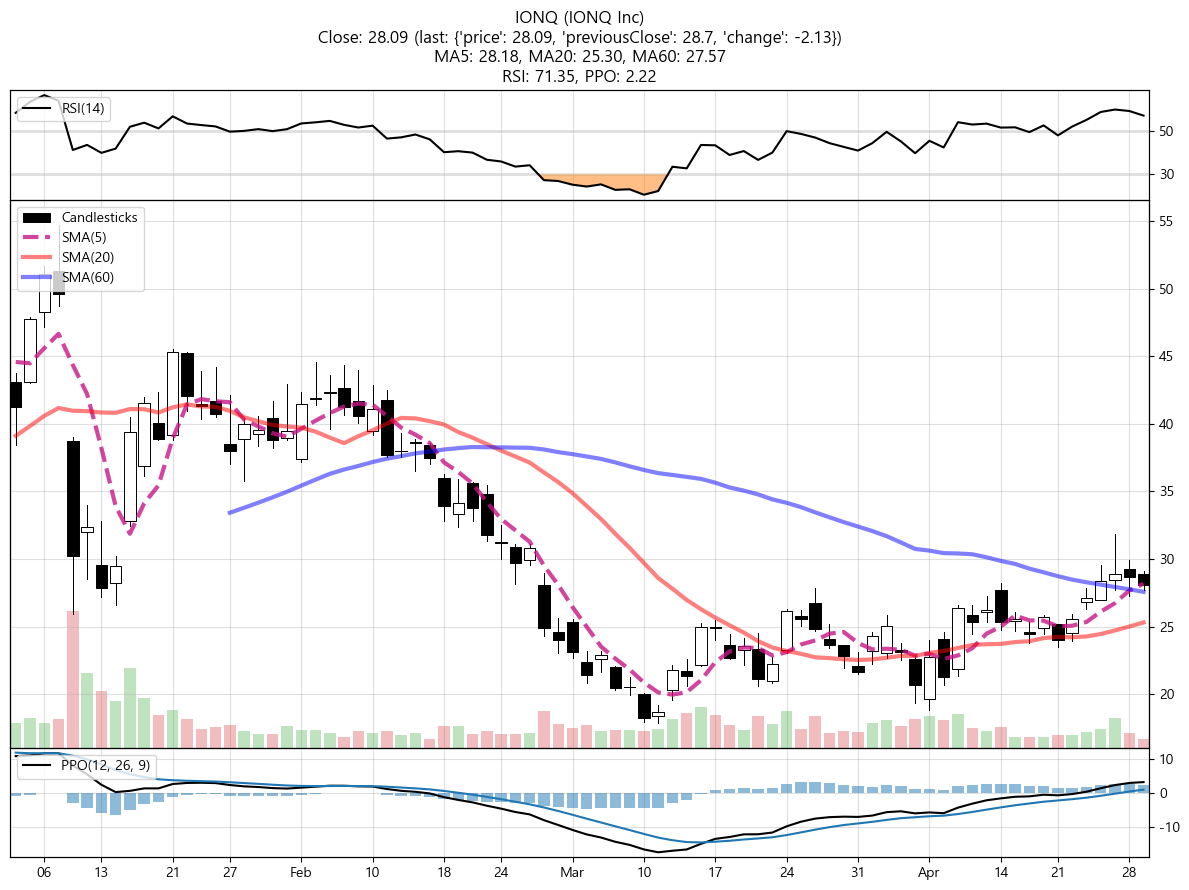 IONQ (IONQ Inc)
Close: 28.09 (last: {'price': 28.09, 'previousClose': 28.7, 'change': -2.13})
MA5: 28.18, MA20: 25.30, MA60: 27.57
RSI: 71.35, PPO: 2.22
RSI(14)
50
30
Candlesticks
SMA(5)
SMA(20)
SMA(60)
55
50
45
40
35
30
25
20
PPO(12, 26, 9)
10
0
-10
06 13 21 27 Feb 10 18 24 Mar 10 17 24 31 Apr 14 21 28